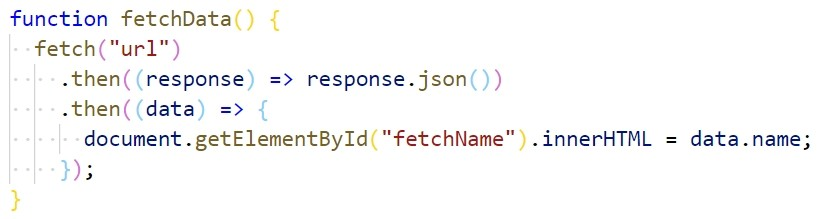 function fetchData() {
  fetch("url")
    .then((response) => response.json())
    .then((data) => {
      document.getElementById("fetchName").innerHTML = data.name;
    });
}